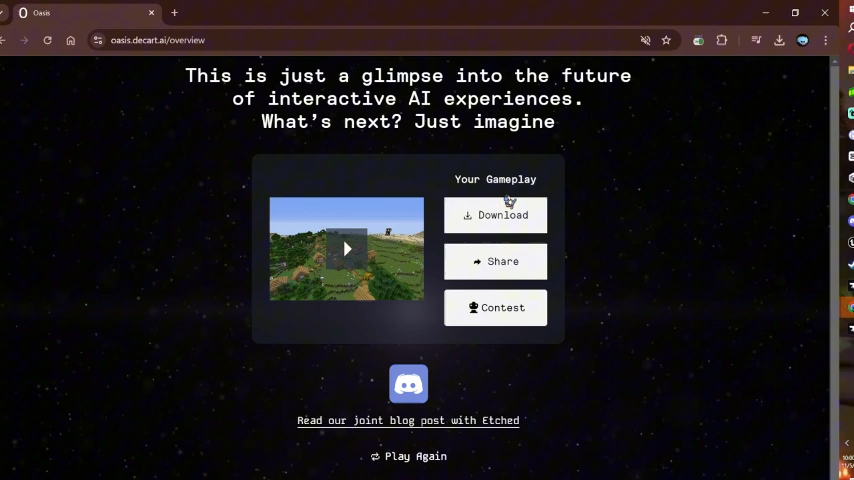 Oasis
oasis.decart.ai/overview
This is just a glimpse into the future
of interactive AI experiences.
What's next? Just imagine
Your Gameplay
Download
Share
Contest
Read our joint blog post with Etched
Play Again